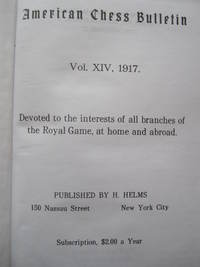 American Chess Bulletin
Vol. XIV, 1917.
Devoted to the interests of all branches of
the Royal Game, at home and abroad.
PUBLISHED BY H. HELMS
150 Nassau Street New York City
Subscription, $2.00 a Year